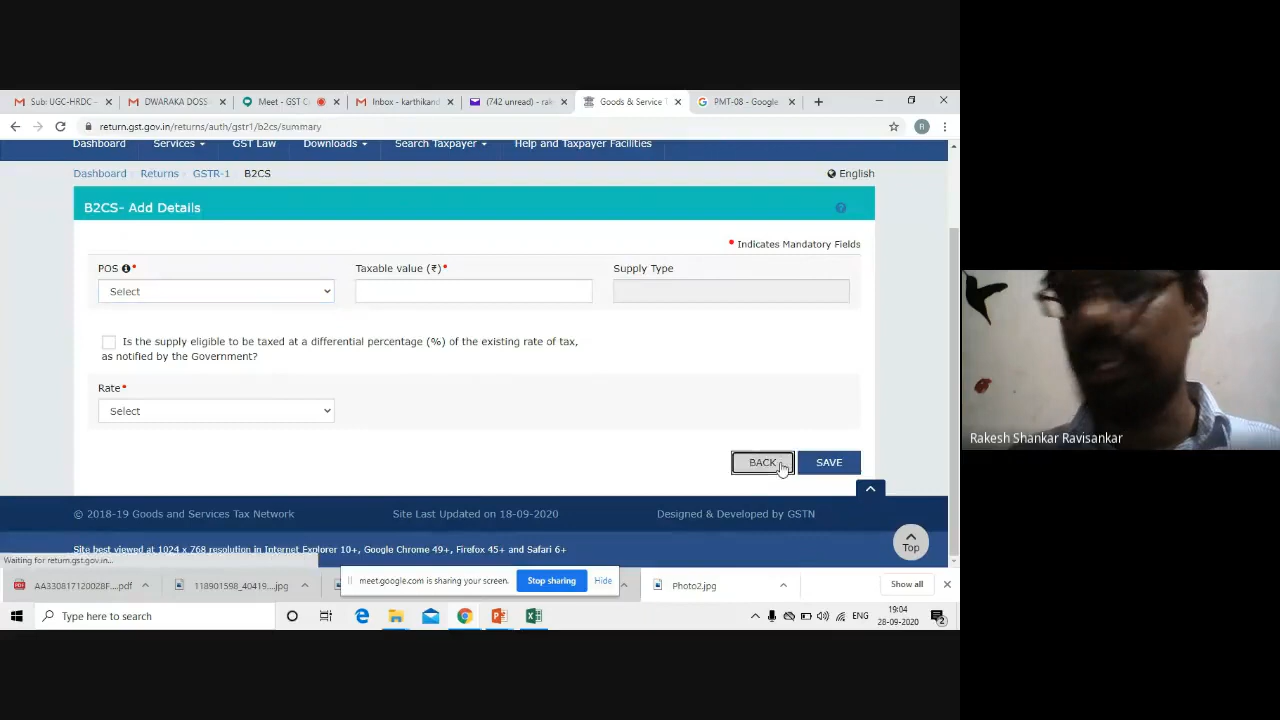 Sub: UGC-HRDC -
DWARAKA DOSS
Meet - GST C
Inbox - karthikand
(742 unread) - rak
Goods & Service T
PMT-08 - Google
return.gst.gov.in/returns/auth/gstr1/b2cs/summary
R
Dashboard
Services
GST Law
Downloads
Search Taxpayer
Help and Taxpayer Facilities
Dashboard
Returns
GSTR-1
B2CS
English
B2CS- Add Details
?
* Indicates Mandatory Fields
POS *
Taxable value (₹)*
Supply Type
Select
Is the supply eligible to be taxed at a differential percentage (%) of the existing rate of tax,
as notified by the Government?
Rate*
Select
BACK
SAVE
© 2018-19 Goods and Services Tax Network
Site Last Updated on 18-09-2020
Designed & Developed by GSTN
Top
Site best viewed at 1024 x 768 resolution in Internet Explorer 10+, Google Chrome 49+, Firefox 45+ and Safari 6+
Waiting for return.gst.gov.in...
AA330817120028F....pdf
118901598_40419....jpg
meet.google.com is sharing your screen.
Stop sharing
Hide
Photo2.jpg
Show all
Type here to search
ENG
19:04
28-09-2020
2
Rakesh Shankar Ravisankar